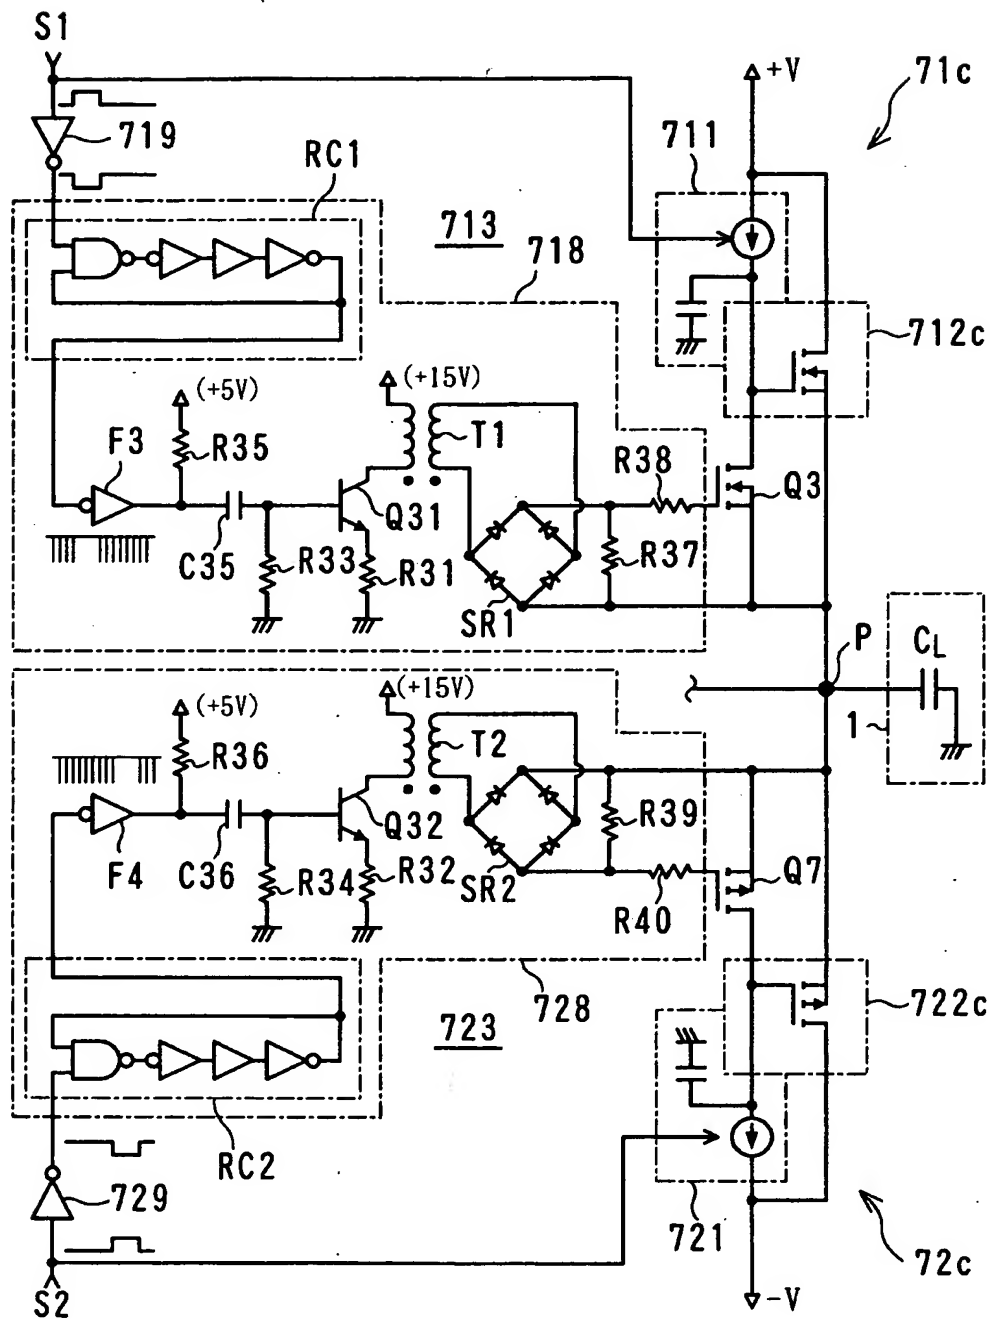 S1
+V
71c
719
711
RC1
713
718
712c
(+5V)
(+15V)
F3
R35
T1
R38
Q3
Q31
C35
R33
R31
R37
SR1
P
CL
1
(+5V)
(+15V)
R36
T2
R39
Q32
Q7
F4
C36
R34
R32
SR2
R40
728
722c
723
RC2
729
721
72c
S2
-V